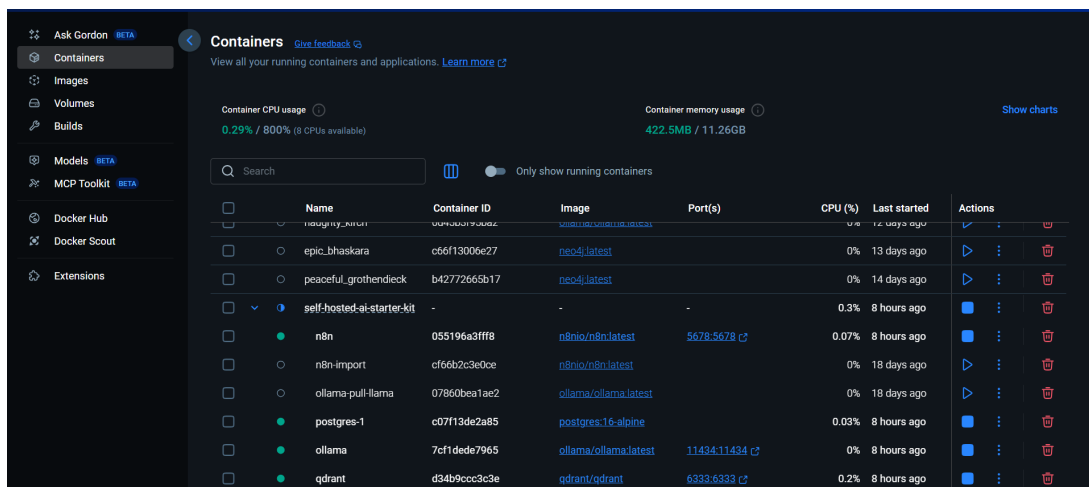 Ask Gordon BETA
Containers
Images
Volumes
Builds
Models BETA
MCP Toolkit BETA
Docker Hub
Docker Scout
Extensions
Containers Give feedback
View all your running containers and applications. Learn more
Container CPU usage
0.29% / 800% (8 CPUs available)
Container memory usage
422.5MB / 11.26GB
Show charts
Search
Only show running containers
Name Container ID Image Port(s) CPU (%) Last started Actions
naughty_kirch ollama/ollama:latest 0% 12 days ago
epic_bhaskara c66f13006e27 neo4j:latest 0% 13 days ago
peaceful_grothendieck b42772665b17 neo4j:latest 0% 14 days ago
self-hosted-ai-starter-kit - - - 0.3% 8 hours ago
n8n 055196a3fff8 n8nio/n8n:latest 5678:5678 0.07% 8 hours ago
n8n-import cf66b2c3e0ce n8nio/n8n:latest 0% 18 days ago
ollama-pull-llama 07860bea1ae2 ollama/ollama:latest 0% 18 days ago
postgres-1 c07f13de2a85 postgres:16-alpine 0.03% 8 hours ago
ollama 7cf1dede7965 ollama/ollama:latest 11434:11434 0% 8 hours ago
qdrant d34b9ccc3c3e qdrant/qdrant 6333:6333 0.2% 8 hours ago